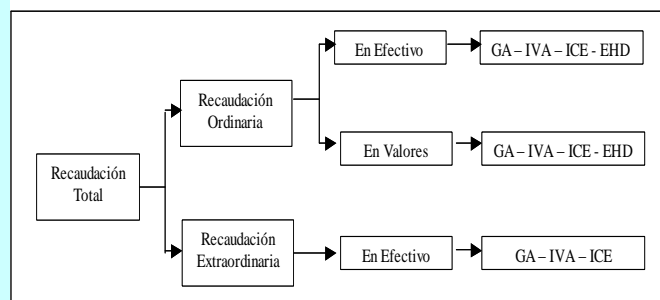 En Efectivo
GA – IVA – ICE - EHD
Recaudación
Ordinaria
En Valores
GA – IVA – ICE - EHD
Recaudación
Total
Recaudación
Extraordinaria
En Efectivo
GA – IVA – ICE